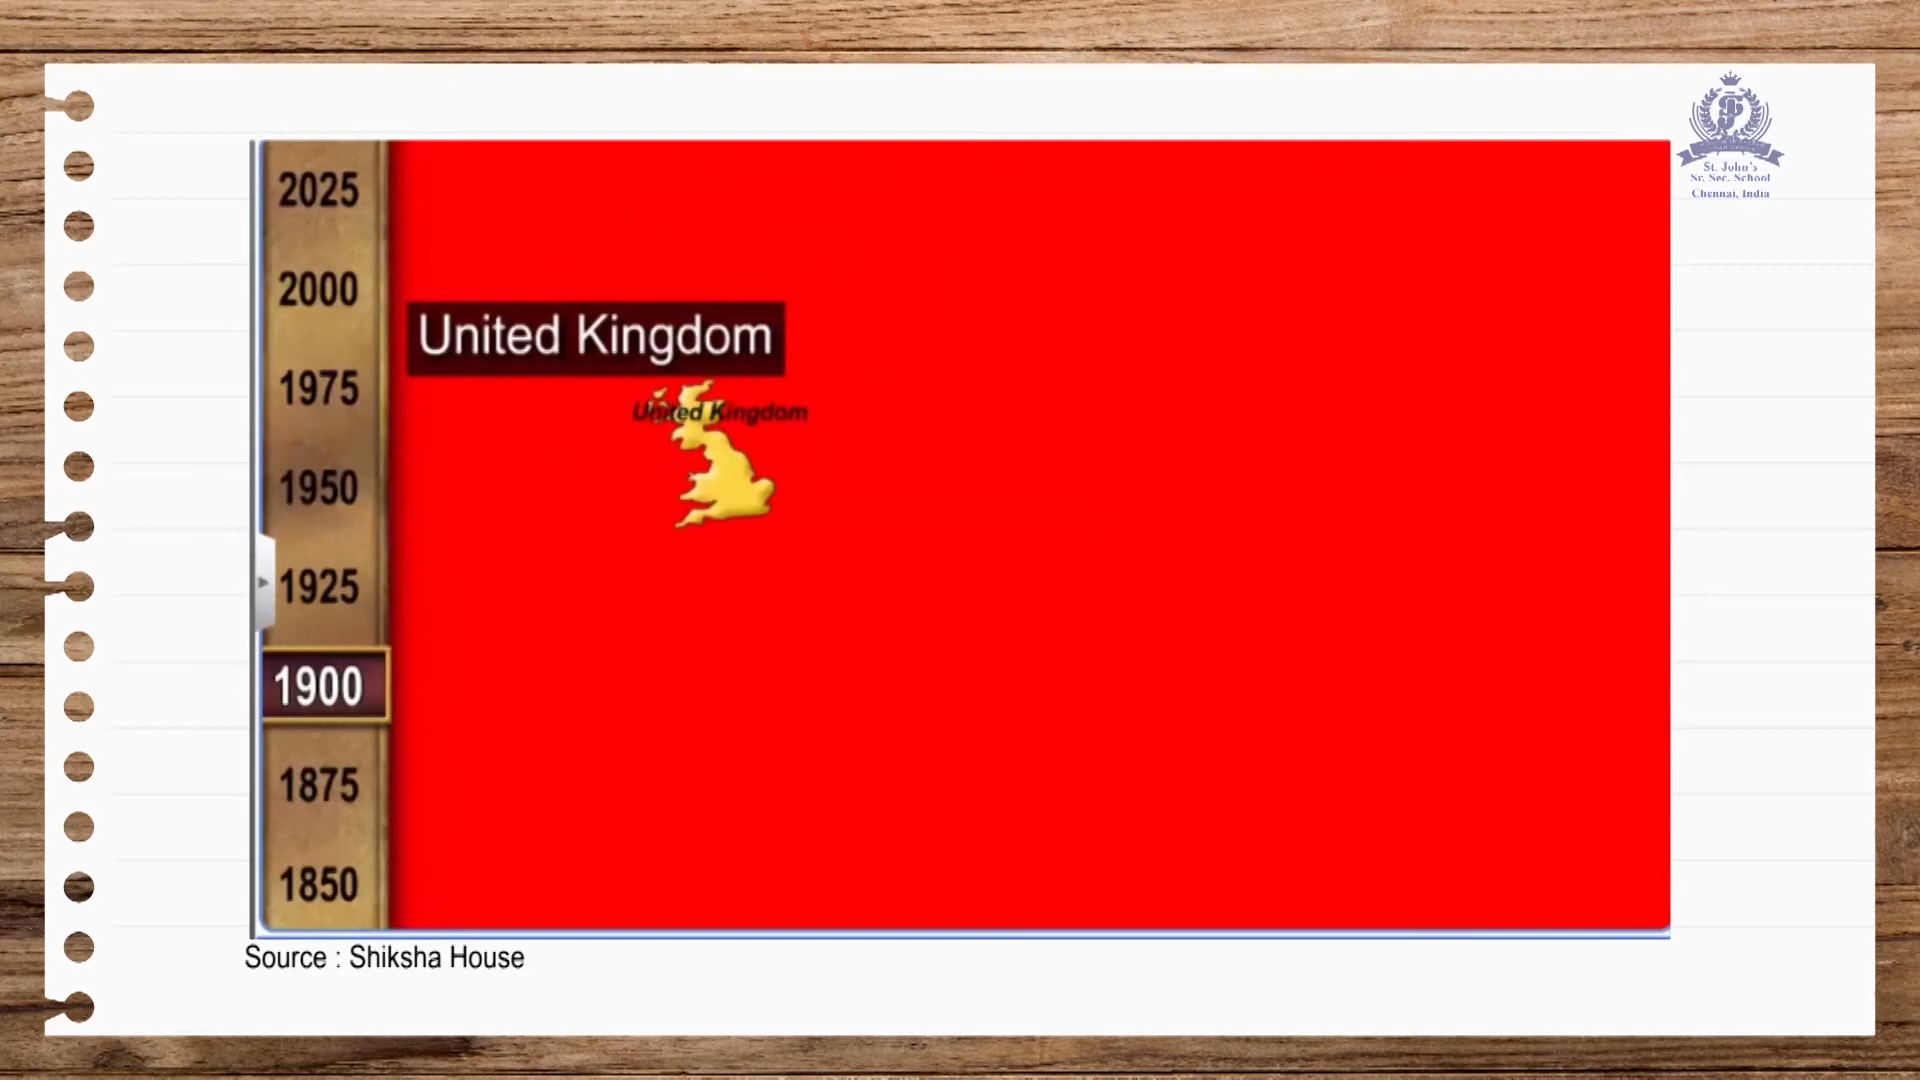 St. John's
Sr. Sec. School
Chennai, India
2025
2000
United Kingdom
1975
United Kingdom
1950
1925
1900
1875
1850
Source : Shiksha House